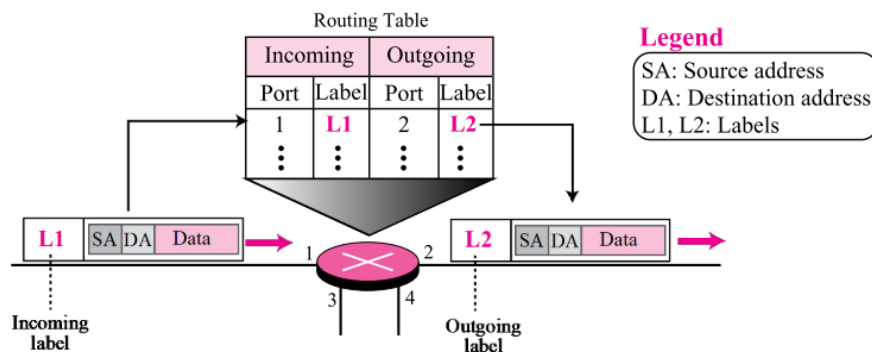 Routing Table
Incoming Outgoing
Port Label Port Label
1 L1 2 L2
Legend
SA: Source address
DA: Destination address
L1, L2: Labels
L1 SA DA Data
L2 SA DA Data
1 2
3 4
Incoming
label
Outgoing
label